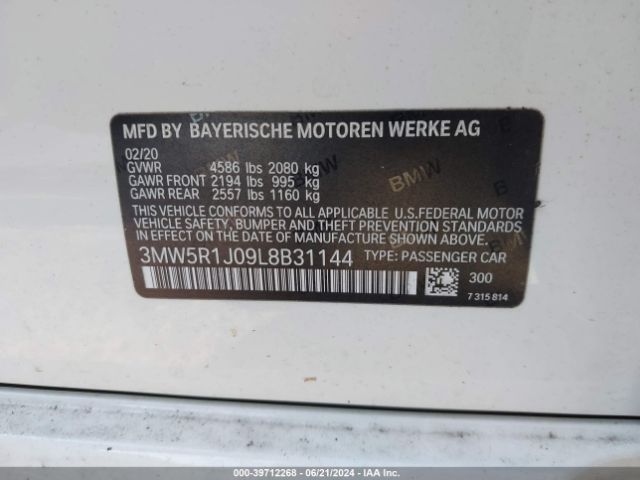 MFD BY BAYERISCHE MOTOREN WERKE AG
02/20
GVWR 4586 lbs 2080 kg
GAWR FRONT 2194 lbs 995 kg
GAWR REAR 2557 lbs 1160 kg
THIS VEHICLE CONFORMS TO ALL APPLICABLE U.S.FEDERAL MOTOR
VEHICLE SAFETY, BUMPER, AND THEFT PREVENTION STANDARDS
IN EFFECT ON THE DATE OF MANUFACTURE SHOWN ABOVE.
3MW5R1J09L8B31144 TYPE: PASSENGER CAR
300
7 315 814
BMW
000-39712268 - 06/21/2024 - IAA Inc.